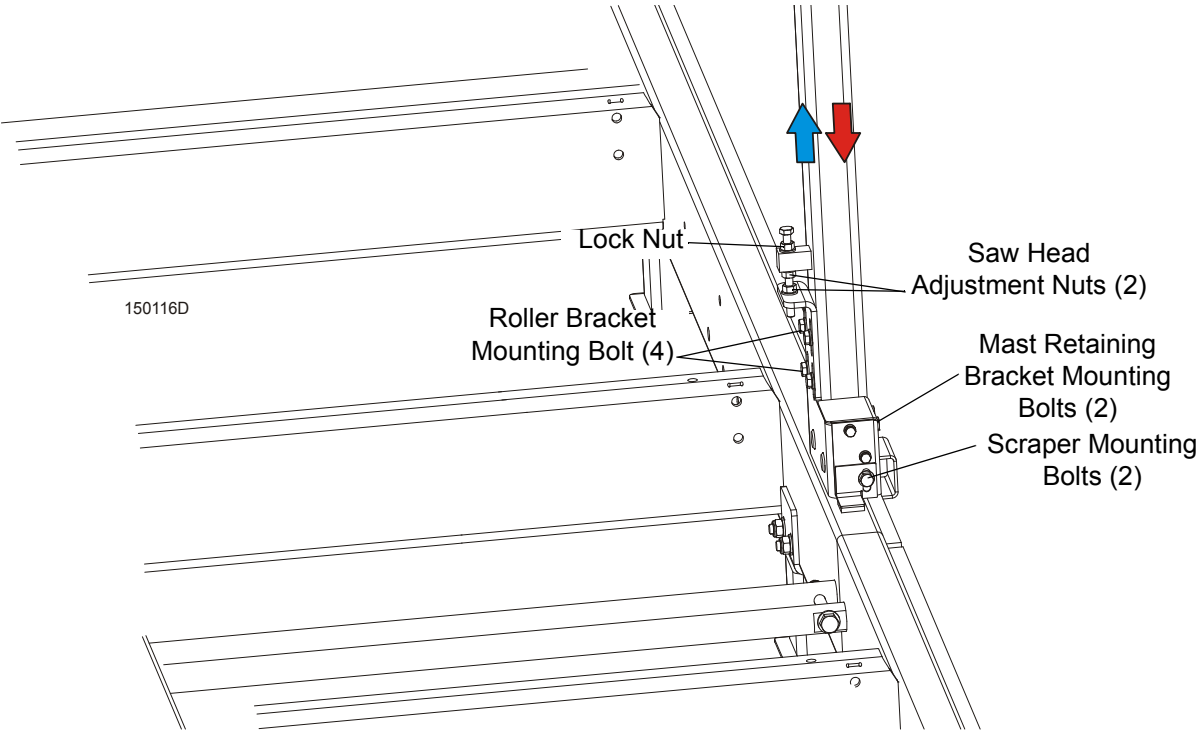 Lock Nut
Saw Head
Adjustment Nuts (2)
150116D
Roller Bracket
Mounting Bolt (4)
Mast Retaining
Bracket Mounting
Bolts (2)
Scraper Mounting
Bolts (2)